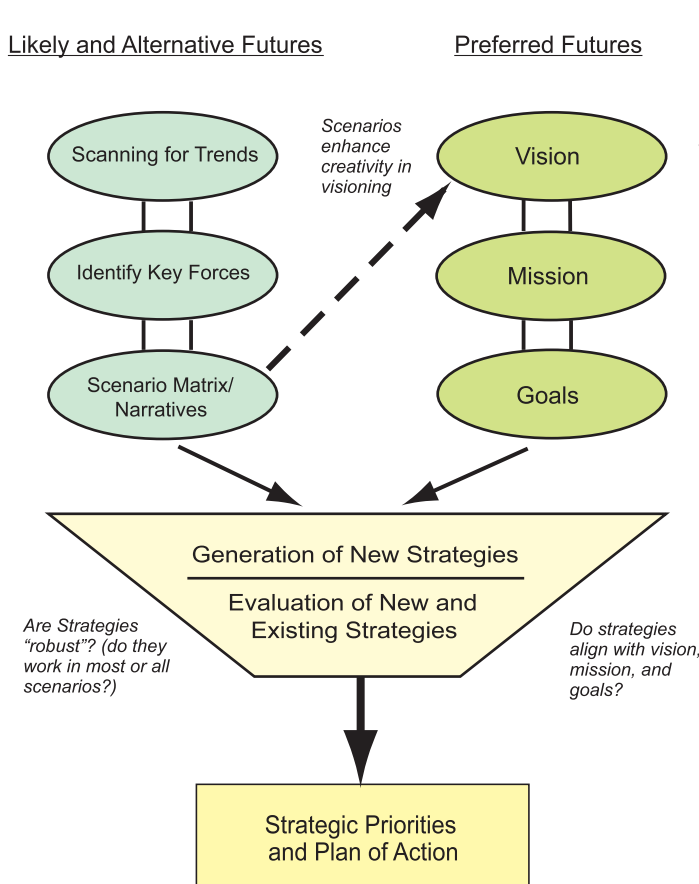 Likely and Alternative Futures
Preferred Futures
Scanning for Trends
Identify Key Forces
Scenario Matrix/
Narratives
Scenarios
enhance
creativity in
visioning
Vision
Mission
Goals
Generation of New Strategies
Evaluation of New and
Existing Strategies
Are Strategies
“robust”? (do they
work in most or all
scenarios?)
Do strategies
align with vision,
mission, and
goals?
Strategic Priorities
and Plan of Action